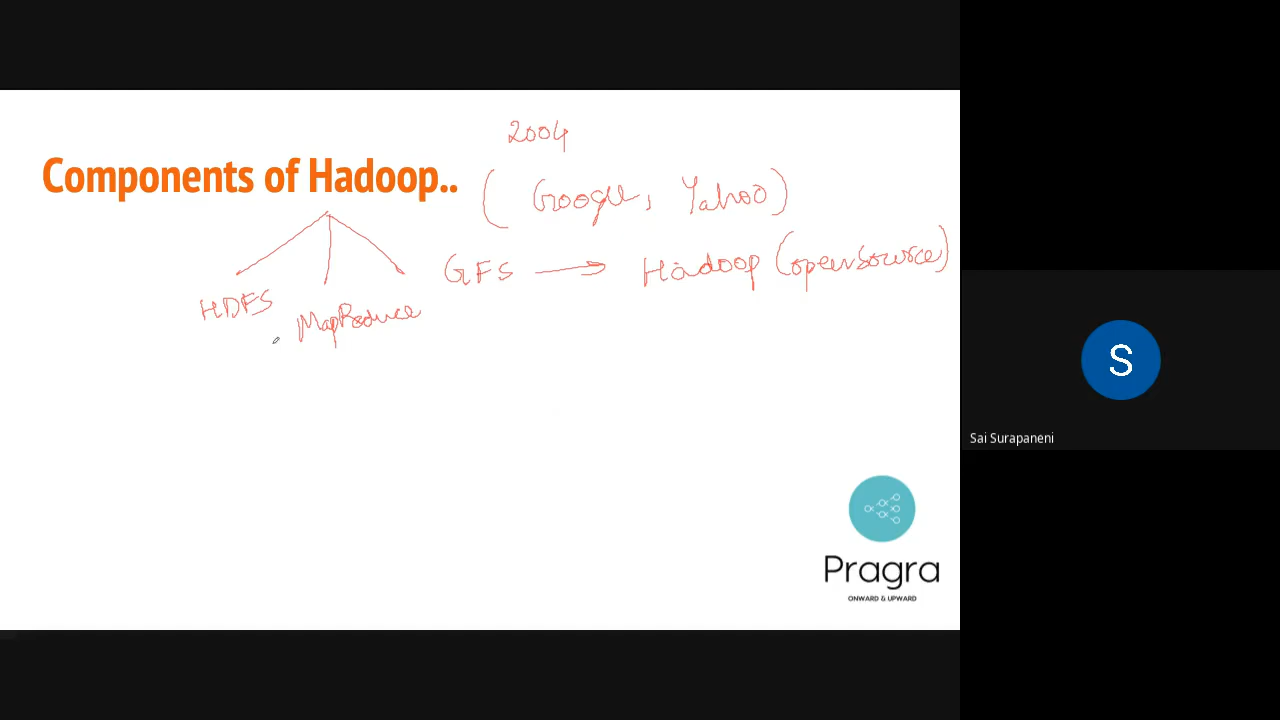 2004
Components of Hadoop..
( Google, Yahoo )
GFS → Hadoop (opensource)
HDFS
MapReduce
S
Sai Surapaneni
Pragra
ONWARD & UPWARD